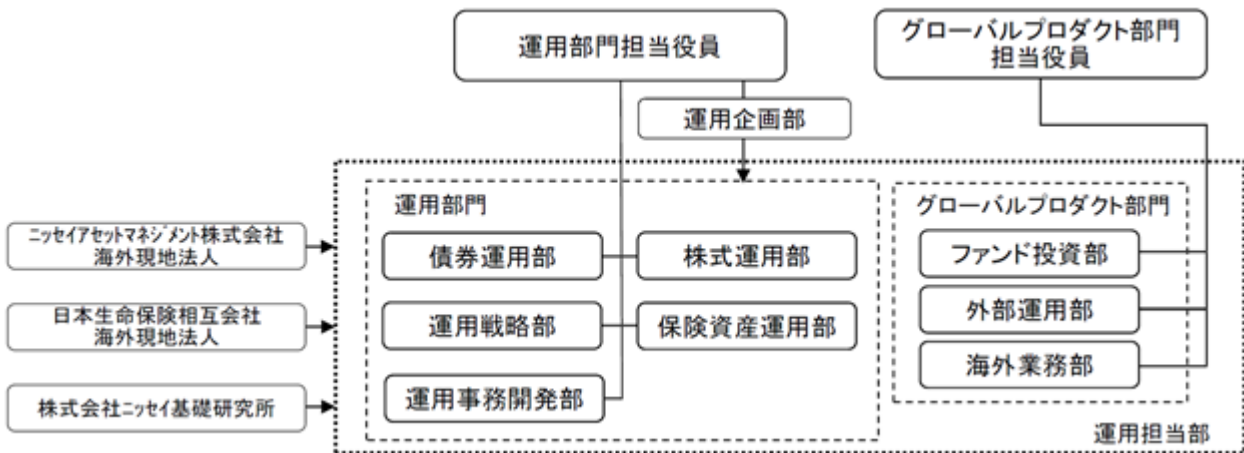 運用部門担当役員
グローバルプロダクト部門
担当役員
運用企画部
運用部門
グローバルプロダクト部門
ニッセイアセットマネジメント株式会社
海外現地法人
債券運用部
株式運用部
ファンド投資部
日本生命保険相互会社
海外現地法人
運用戦略部
保険資産運用部
外部運用部
海外業務部
株式会社ニッセイ基礎研究所
運用事務開発部
運用担当部